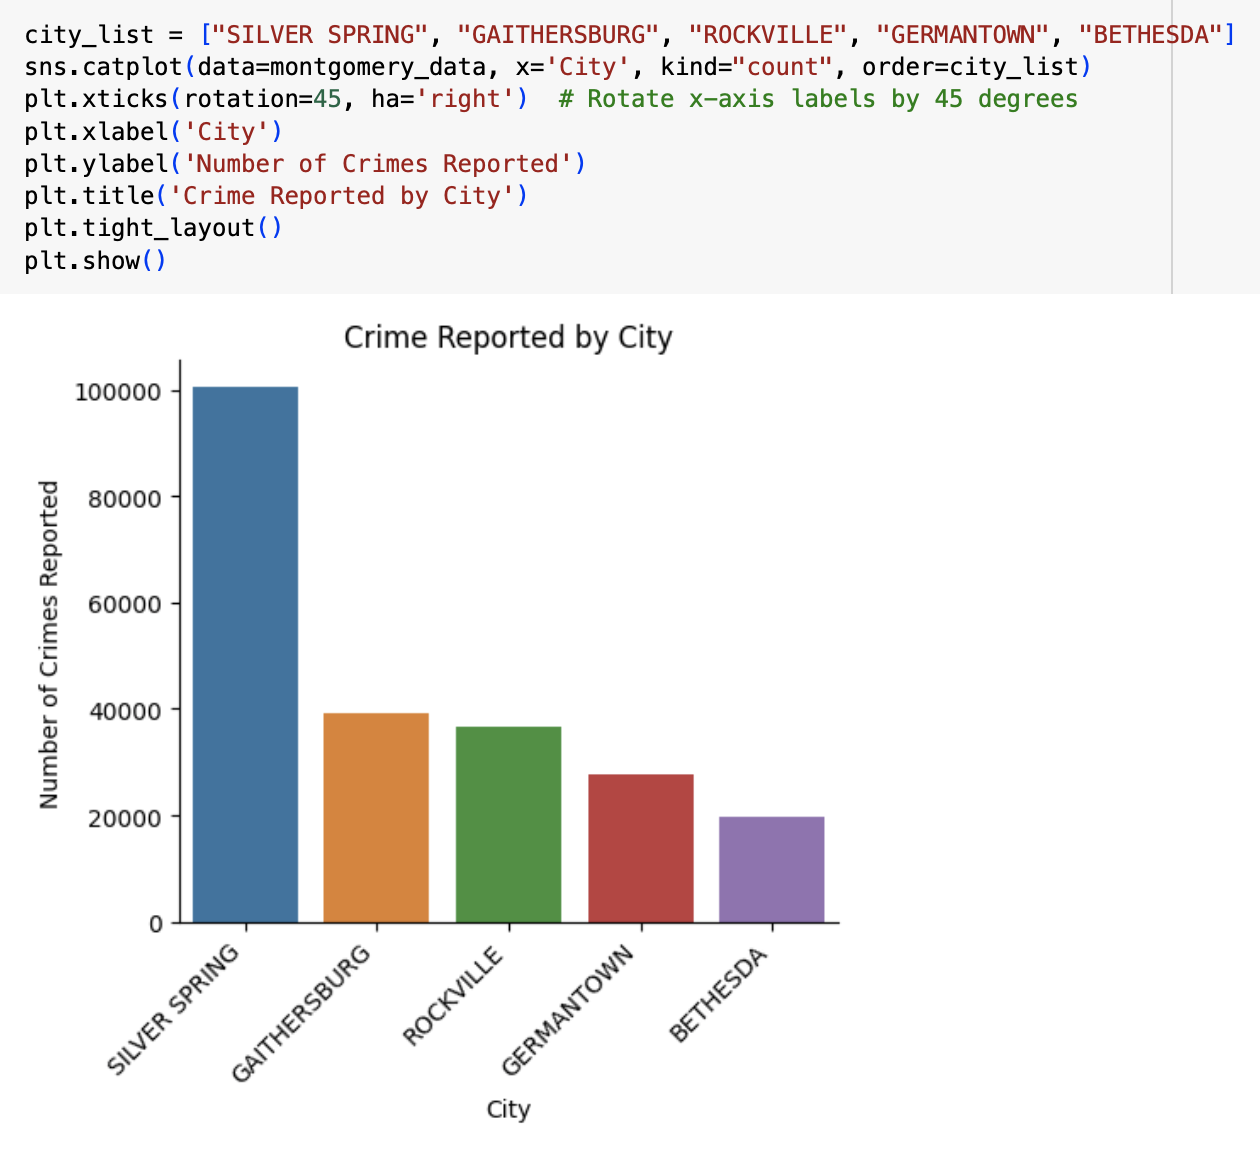 city_list = ["SILVER SPRING", "GAITHERSBURG", "ROCKVILLE", "GERMANTOWN", "BETHESDA"]
sns.catplot(data=montgomery_data, x='City', kind="count", order=city_list)
plt.xticks(rotation=45, ha='right')  # Rotate x-axis labels by 45 degrees
plt.xlabel('City')
plt.ylabel('Number of Crimes Reported')
plt.title('Crime Reported by City')
plt.tight_layout()
plt.show()
Crime Reported by City
Number of Crimes Reported
100000
80000
60000
40000
20000
0
SILVER SPRING
GAITHERSBURG
ROCKVILLE
GERMANTOWN
BETHESDA
City